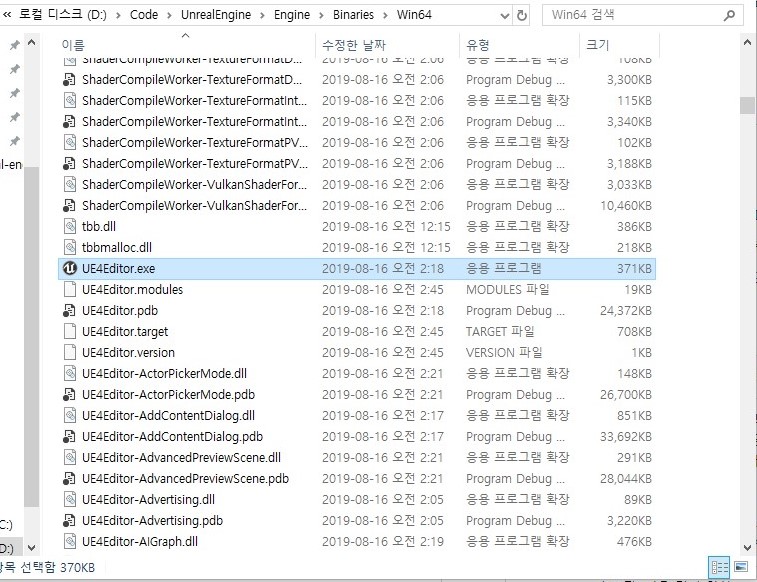 « 로컬 디스크 (D:) > Code > UnrealEngine > Engine > Binaries > Win64 Win64 검색
이름 수정한 날짜 유형 크기
ShaderCompileWorker-TextureFormatD... 2019-08-16 오전 2:06 응용 프로그램 확장 108KB
ShaderCompileWorker-TextureFormatD... 2019-08-16 오전 2:06 Program Debug ... 3,300KB
ShaderCompileWorker-TextureFormatInt... 2019-08-16 오전 2:06 응용 프로그램 확장 115KB
ShaderCompileWorker-TextureFormatInt... 2019-08-16 오전 2:06 Program Debug ... 3,340KB
ShaderCompileWorker-TextureFormatPV... 2019-08-16 오전 2:06 응용 프로그램 확장 102KB
ShaderCompileWorker-TextureFormatPV... 2019-08-16 오전 2:06 Program Debug ... 3,188KB
ShaderCompileWorker-VulkanShaderFor... 2019-08-16 오전 2:06 응용 프로그램 확장 3,033KB
ShaderCompileWorker-VulkanShaderFor... 2019-08-16 오전 2:06 Program Debug ... 10,460KB
tbb.dll 2019-08-16 오전 12:15 응용 프로그램 확장 386KB
tbbmalloc.dll 2019-08-16 오전 12:15 응용 프로그램 확장 218KB
UE4Editor.exe 2019-08-16 오전 2:18 응용 프로그램 371KB
UE4Editor.modules 2019-08-16 오전 2:45 MODULES 파일 19KB
UE4Editor.pdb 2019-08-16 오전 2:18 Program Debug ... 24,372KB
UE4Editor.target 2019-08-16 오전 2:45 TARGET 파일 708KB
UE4Editor.version 2019-08-16 오전 2:45 VERSION 파일 1KB
UE4Editor-ActorPickerMode.dll 2019-08-16 오전 2:21 응용 프로그램 확장 148KB
UE4Editor-ActorPickerMode.pdb 2019-08-16 오전 2:21 Program Debug ... 26,700KB
UE4Editor-AddContentDialog.dll 2019-08-16 오전 2:17 응용 프로그램 확장 851KB
UE4Editor-AddContentDialog.pdb 2019-08-16 오전 2:17 Program Debug ... 33,692KB
UE4Editor-AdvancedPreviewScene.dll 2019-08-16 오전 2:21 응용 프로그램 확장 291KB
UE4Editor-AdvancedPreviewScene.pdb 2019-08-16 오전 2:21 Program Debug ... 28,044KB
UE4Editor-Advertising.dll 2019-08-16 오전 2:05 응용 프로그램 확장 89KB
UE4Editor-Advertising.pdb 2019-08-16 오전 2:05 Program Debug ... 3,220KB
C:)
UE4Editor-AIGraph.dll 2019-08-16 오전 2:19 응용 프로그램 확장 476KB
D:)
선택함 370KB